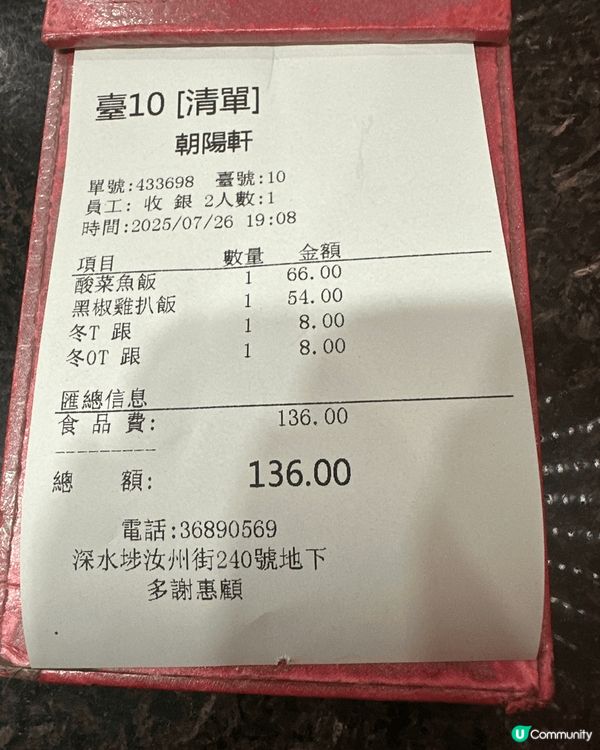 臺10 [清單]
朝陽軒
單號:433698 臺號:10
員工: 收 銀 2人數:1
時間:2025/07/26 19:08
項目 數量 金額
酸菜魚飯 1 66.00
黑椒雞扒飯 1 54.00
冬T 跟 1 8.00
冬OT 跟 1 8.00
匯總信息
食 品 費: 136.00
總 額: 136.00
電話:36890569
深水埗汝州街240號地下
多謝惠顧
U Community